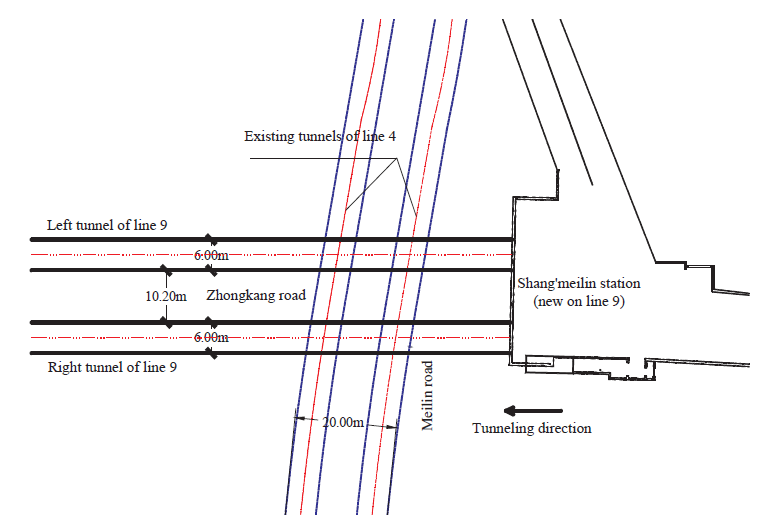 Existing tunnels of line 4
Left tunnel of line 9
6.00m
10.20m
Zhongkang road
6.00m
Right tunnel of line 9
Shang'meilin station
(new on line 9)
Meilin road
20.00m
Tunneling direction